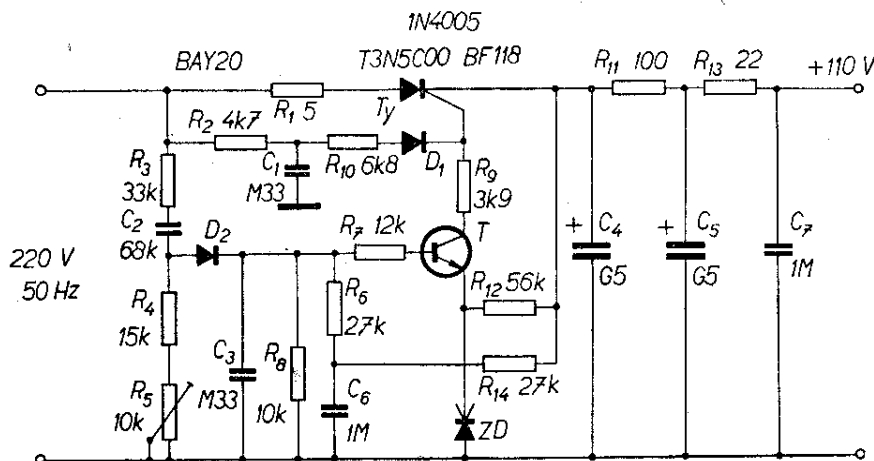 1N4005
BAY20
T3N5C00 BF118
R11 100
R13 22
+110 V
R1 5
Ty
R2 4k7
C1
M33
R10 6k8
D1
R3
33k
R9
3k9
C2
68k
D2
R7 12k
T
C4
+
G5
C5
+
G5
C7
1M
220 V
50 Hz
R6
27k
R12 56k
R4
15k
C3
M33
R8
10k
R14 27k
R5
10k
C6
1M
ZD